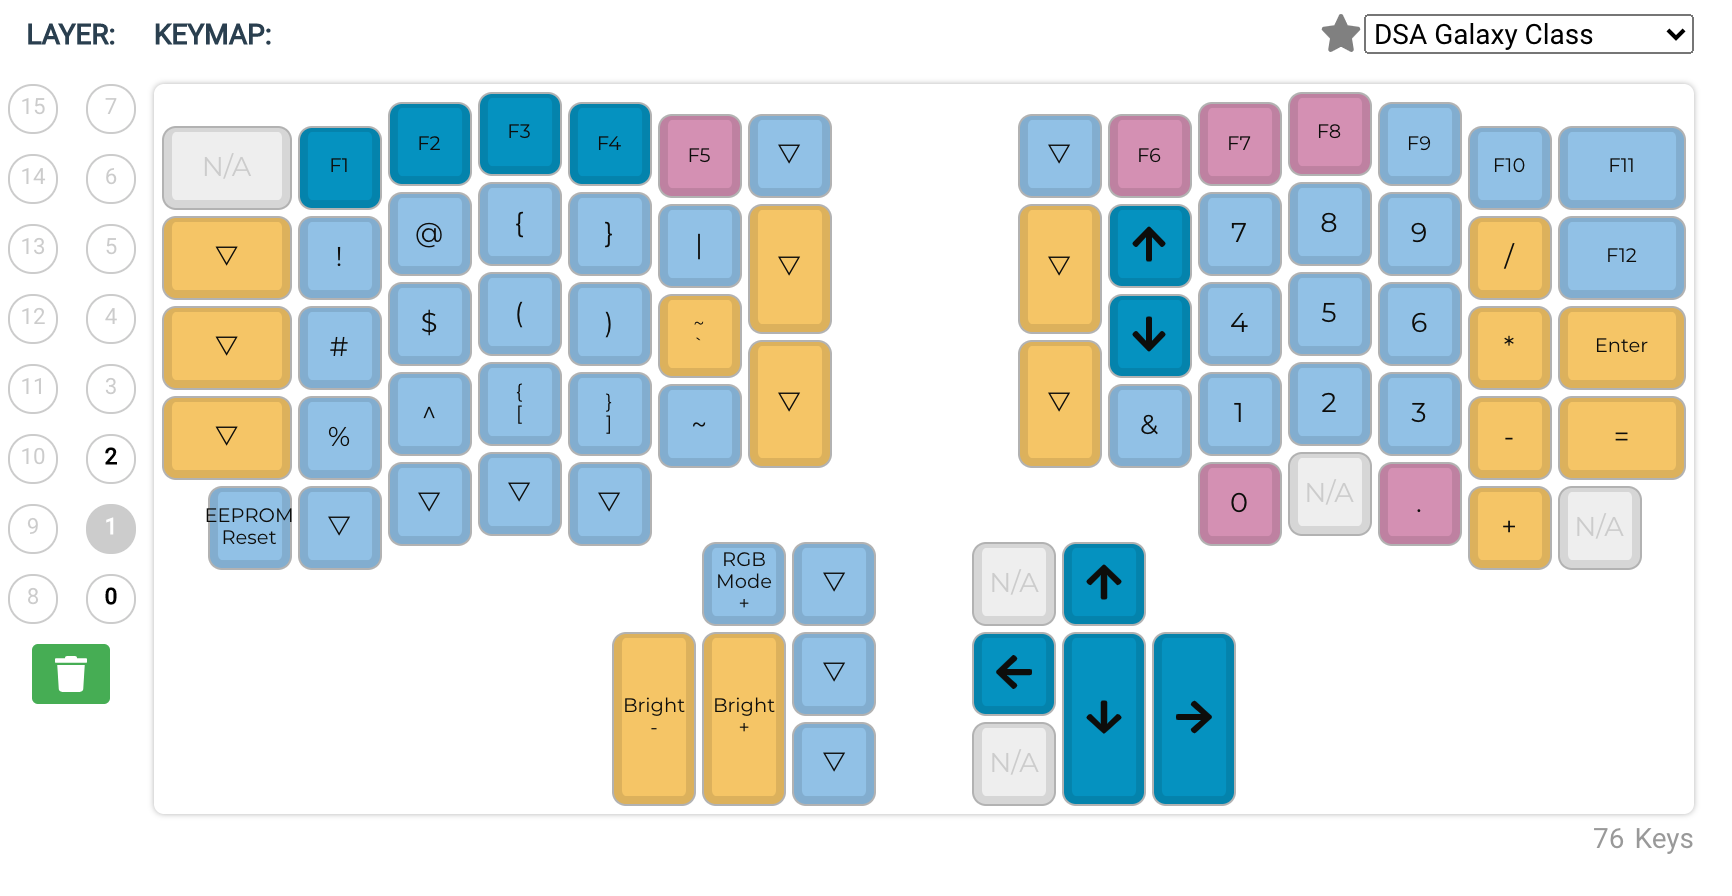 LAYER: KEYMAP: DSA Galaxy Class
15 7
14 6
13 5
12 4
11 3
10 2
9 1
8 0
N/A F1 F2 F3 F4 F5 ▽
▽ ! @ { } | ▽
▽ # $ ( ) ~
`
▽ % ^ {
[ }
] ~ ▽
EEPROM
Reset ▽ ▽ ▽ ▽
RGB
Mode
+ ▽
Bright
- Bright
+ ▽
▽
▽ F6 F7 F8 F9 F10 F11
▽ ↑ 7 8 9 / F12
↓ 4 5 6 * Enter
▽ & 1 2 3 - =
0 N/A . + N/A
N/A ↑
← ↓ →
N/A
76 Keys